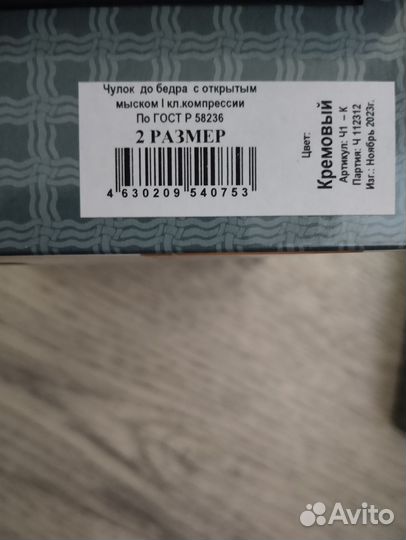 Чулок до бедра с открытым
мыском I кл.компрессии
По ГОСТ Р 58236
2 РАЗМЕР
4 630209 540753
Цвет:
Кремовый
Артикул: Ч1 – К
Партия: Ч 112312
Изг.: Ноябрь 2023г.
Avito